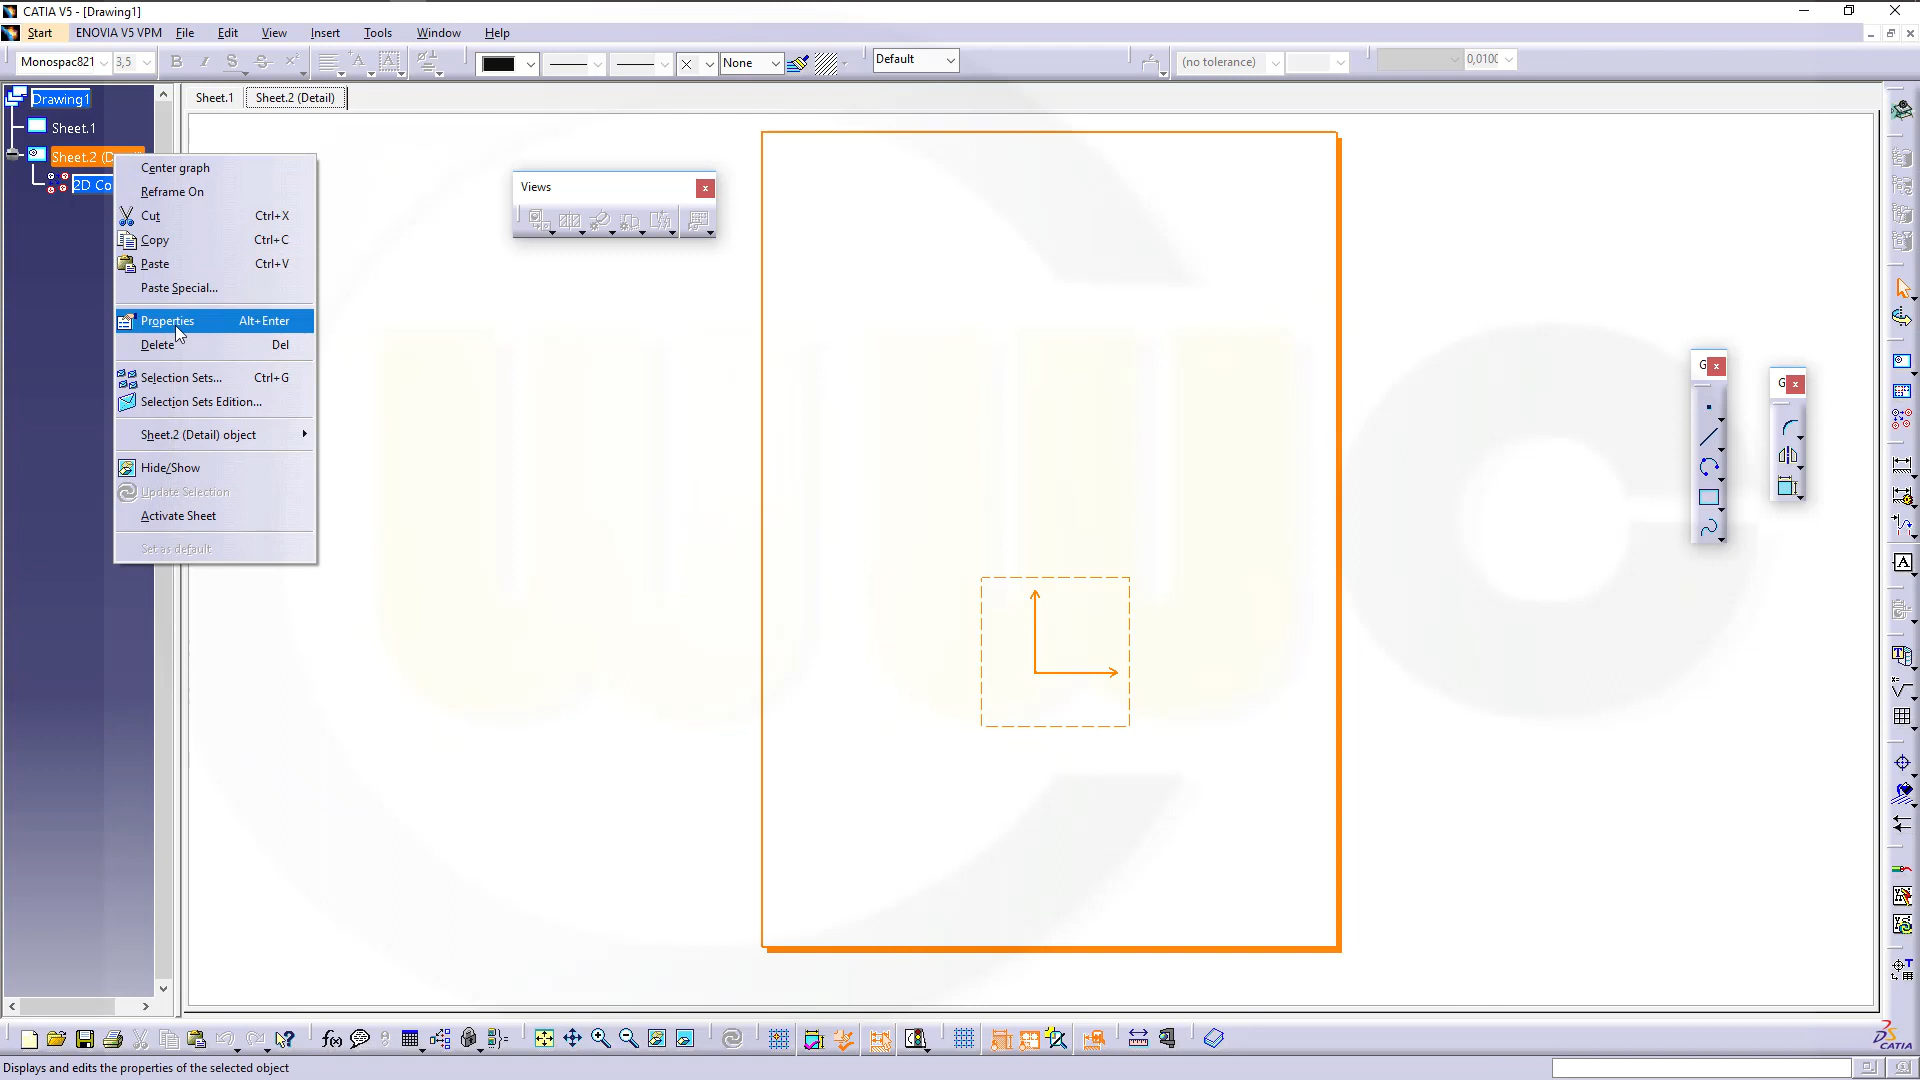 CATIA V5 - [Drawing1]
Start ENOVIA V5 VPM File Edit View Insert Tools Window Help
Monospac821 3,5 B I S S None Default (no tolerance) 0,0100
Drawing1
Sheet.1
Sheet.2 (D
2D Co
Sheet.1 Sheet.2 (Detail)
Center graph
Reframe On
Cut Ctrl+X
Copy Ctrl+C
Paste Ctrl+V
Paste Special...
Properties Alt+Enter
Delete Del
Selection Sets... Ctrl+G
Selection Sets Edition...
Sheet.2 (Detail) object
Hide/Show
Update Selection
Activate Sheet
Set as default
Views
G
G
CATIA
Displays and edits the properties of the selected object